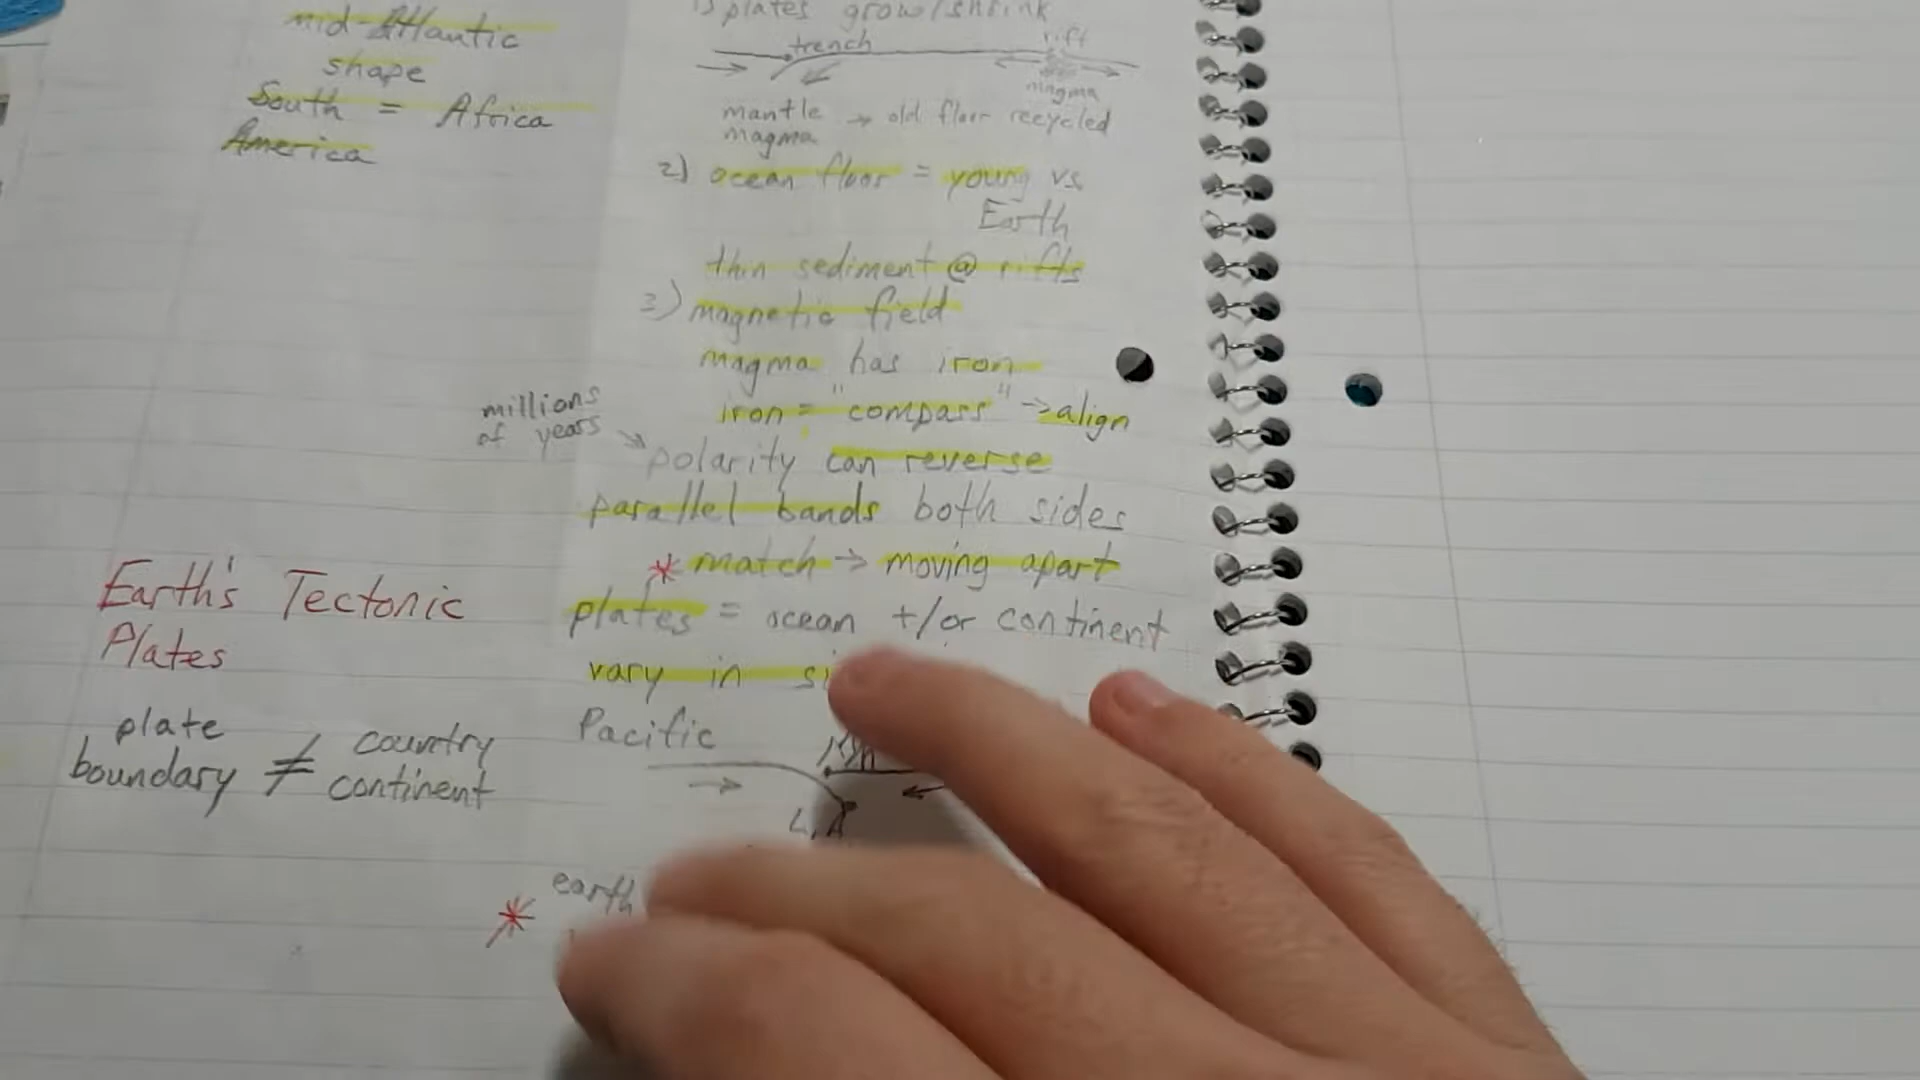 mid-Atlantic
shape
South = Africa
America
1) plates grow/shrink
trench
rift
magma
mantle → old floor recycled
magma
2) ocean floor = young vs
Earth
thin sediment @ rifts
3) magnetic field
magma has iron
iron = "compass" → align
millions
of years
polarity can reverse
parallel bands both sides
* match → moving apart
Earth's Tectonic
Plates
plates = ocean +/or continent
vary in
plate
boundary ≠ country
continent
Pacific
L.A
* earth